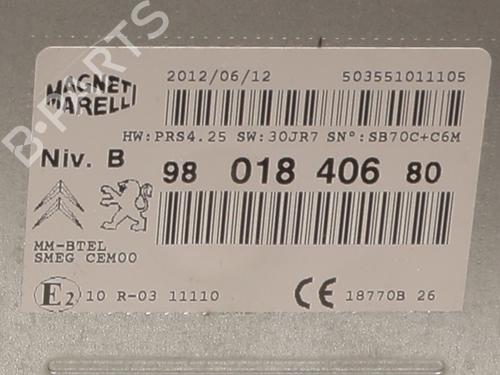 B-PARTS
MAGNETI MARELLI
2012/06/12 503551011105
HW:PRS4.25 SW:30JR7 SN°:SB70C+C6M
Niv. B 98 018 406 80
MM-BTEL
SMEG CEM00
E2 10 R-03 11110 CE 18770B 26